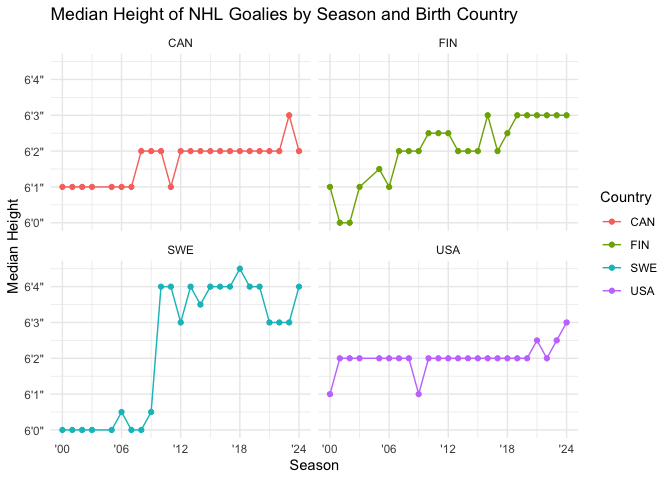 Median Height of NHL Goalies by Season and Birth Country
CAN
FIN
6'4"
6'3"
6'2"
6'1"
6'0"
SWE
USA
6'4"
6'3"
6'2"
6'1"
6'0"
'00
'06
'12
'18
'24
'00
'06
'12
'18
'24
Season
Median Height
Country
CAN
FIN
SWE
USA